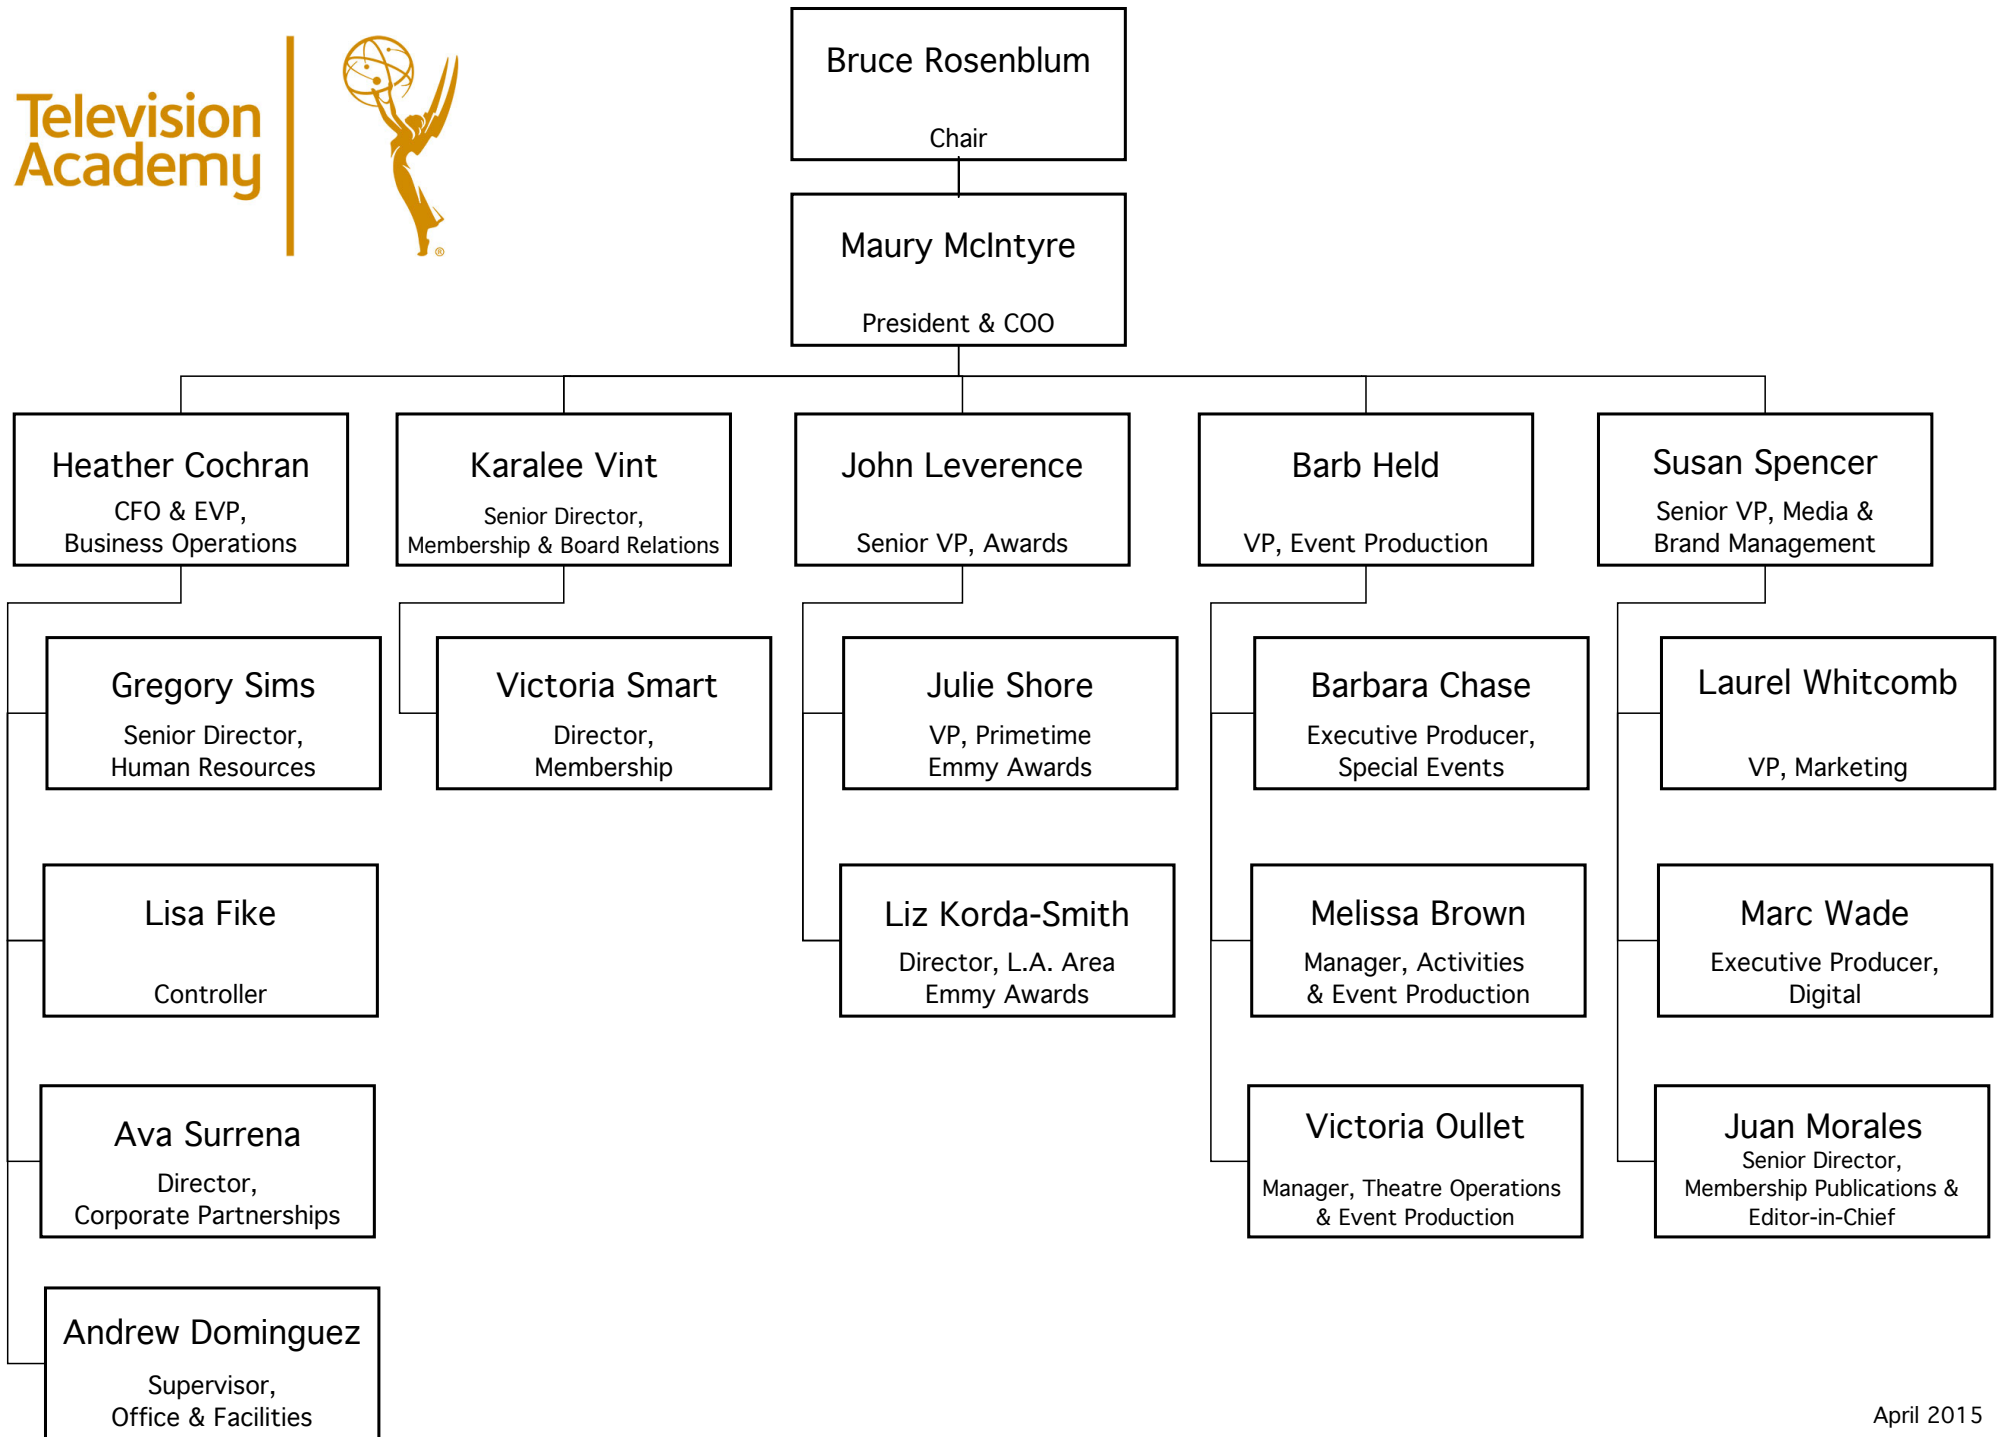 Television
Academy
®
Bruce Rosenblum
Chair
Maury McIntyre
President & COO
Heather Cochran
CFO & EVP,
Business Operations
Karalee Vint
Senior Director,
Membership & Board Relations
John Leverence
Senior VP, Awards
Barb Held
VP, Event Production
Susan Spencer
Senior VP, Media &
Brand Management
Gregory Sims
Senior Director,
Human Resources
Victoria Smart
Director,
Membership
Julie Shore
VP, Primetime
Emmy Awards
Barbara Chase
Executive Producer,
Special Events
Laurel Whitcomb
VP, Marketing
Lisa Fike
Controller
Liz Korda-Smith
Director, L.A. Area
Emmy Awards
Melissa Brown
Manager, Activities
& Event Production
Marc Wade
Executive Producer,
Digital
Ava Surrena
Director,
Corporate Partnerships
Victoria Oullet
Manager, Theatre Operations
& Event Production
Juan Morales
Senior Director,
Membership Publications &
Editor-in-Chief
Andrew Dominguez
Supervisor,
Office & Facilities
April 2015